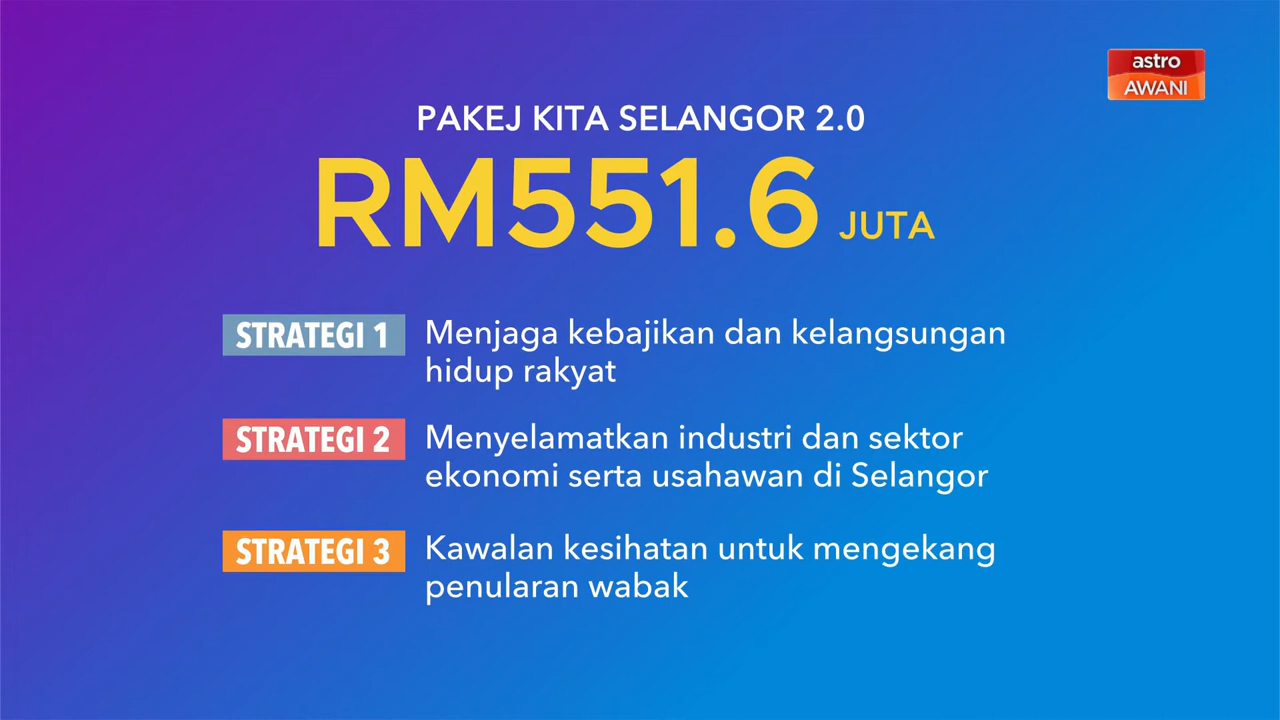 astro
AWANI
PAKEJ KITA SELANGOR 2.0
RM551.6 JUTA
STRATEGI 1
Menjaga kebajikan dan kelangsungan
hidup rakyat
STRATEGI 2
Menyelamatkan industri dan sektor
ekonomi serta usahawan di Selangor
STRATEGI 3
Kawalan kesihatan untuk mengekang
penularan wabak